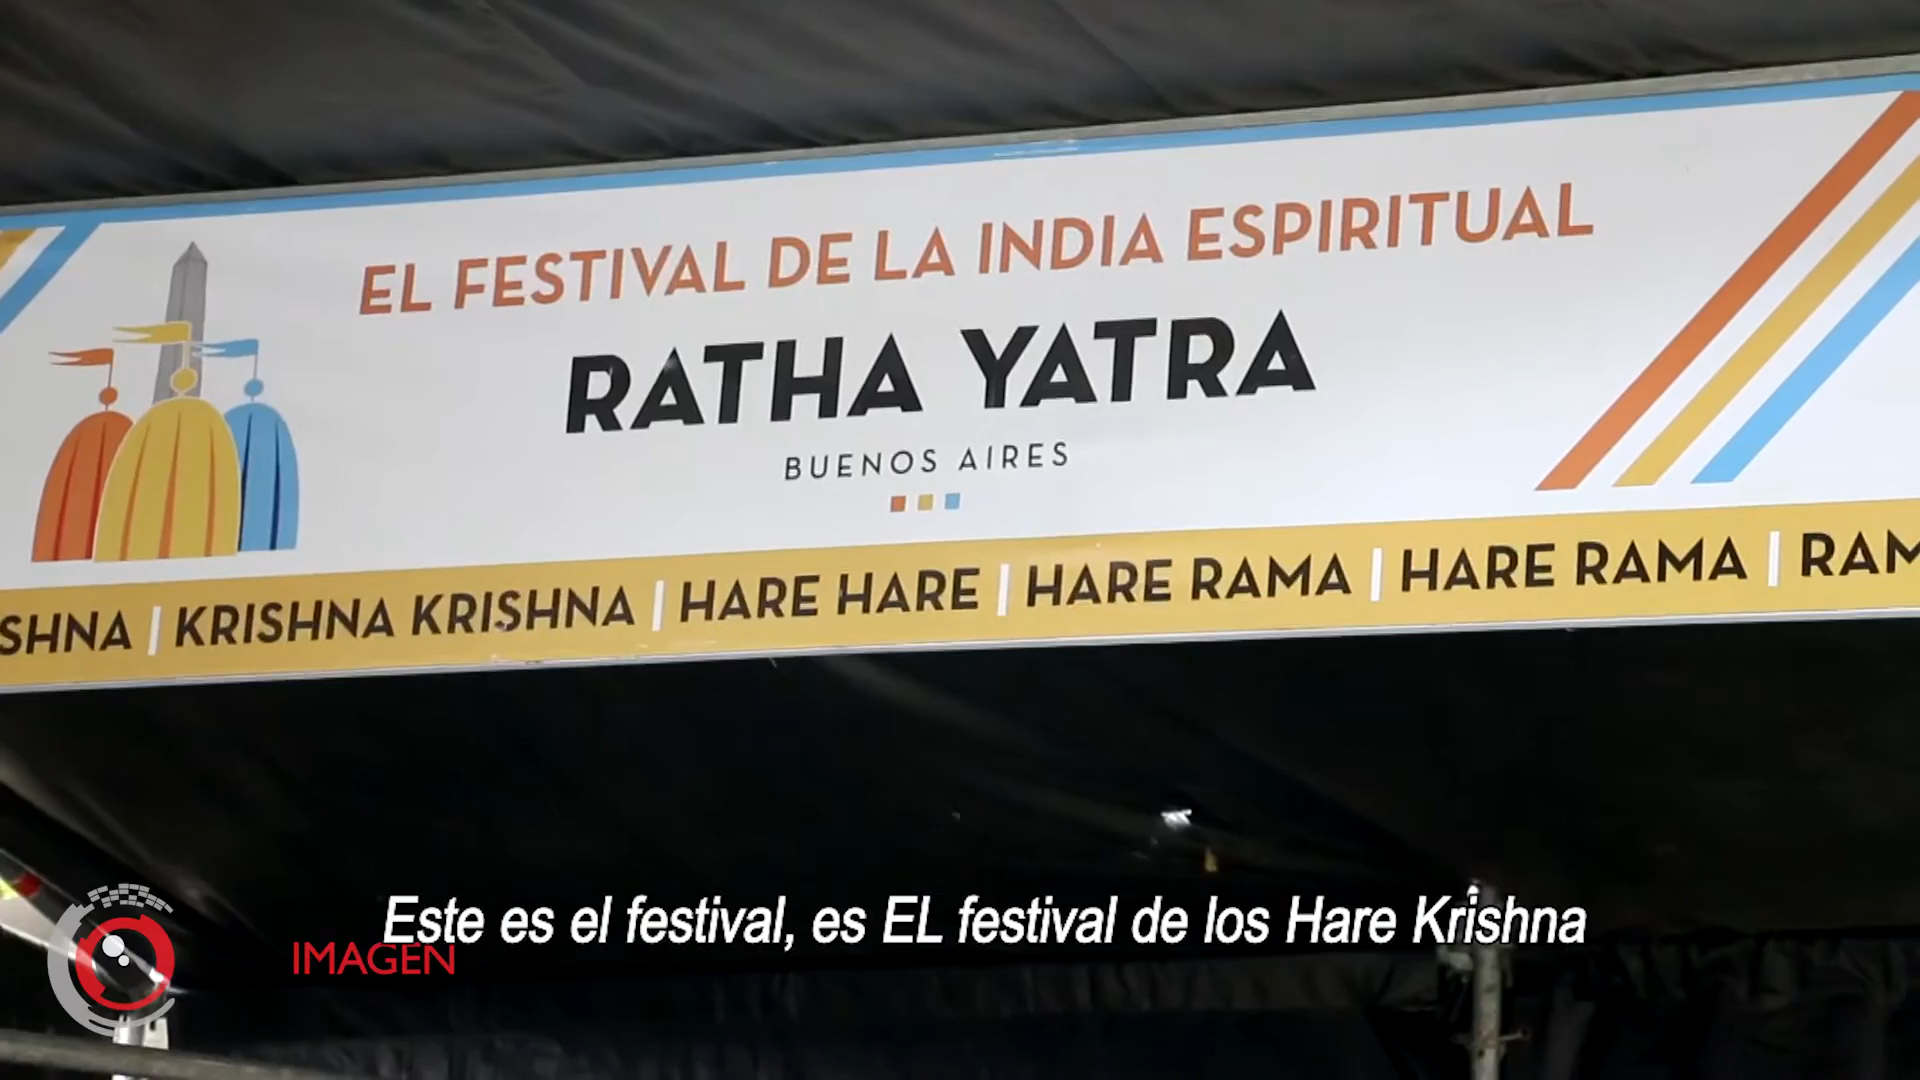 EL FESTIVAL DE LA INDIA ESPIRITUAL
RATHA YATRA
BUENOS AIRES
SHNA | KRISHNA KRISHNA | HARE HARE | HARE RAMA | HARE RAMA | RAM
Este es el festival, es EL festival de los Hare Krishna
IMAGEN